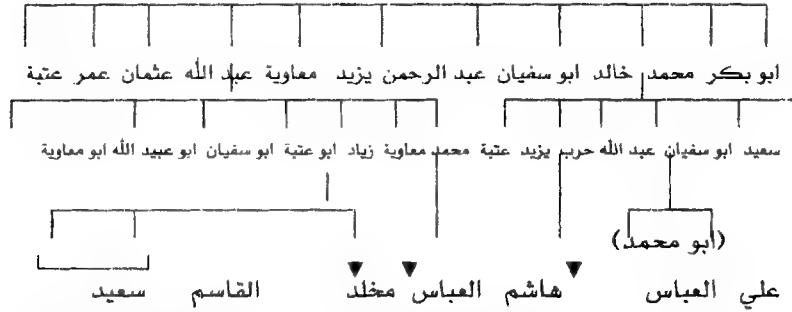 ابو بكر محمد خالد ابو سفيان عبد الرحمن يزيد معاوية عبد الله عثمان عمر عتبة
سعيد ابو سفيان عبد الله حرب يزيد عتبة محمد معاوية زياد ابو عتبة ابو سفيان ابو عبيد الله ابو معاوية
(ابو محمد)
علي العباس هاشم العباس مخلد القاسم سعيد